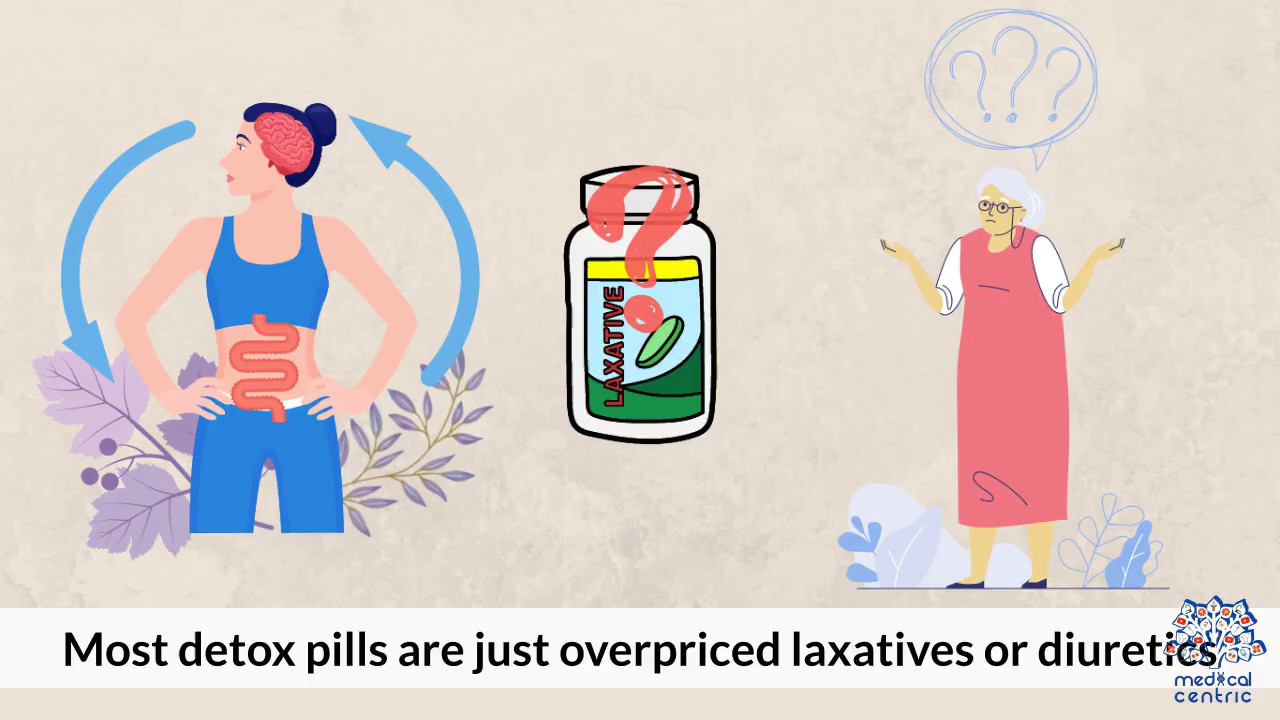 ? ? ?
?
LAXATIVE
Most detox pills are just overpriced laxatives or diuretics
medical
centric